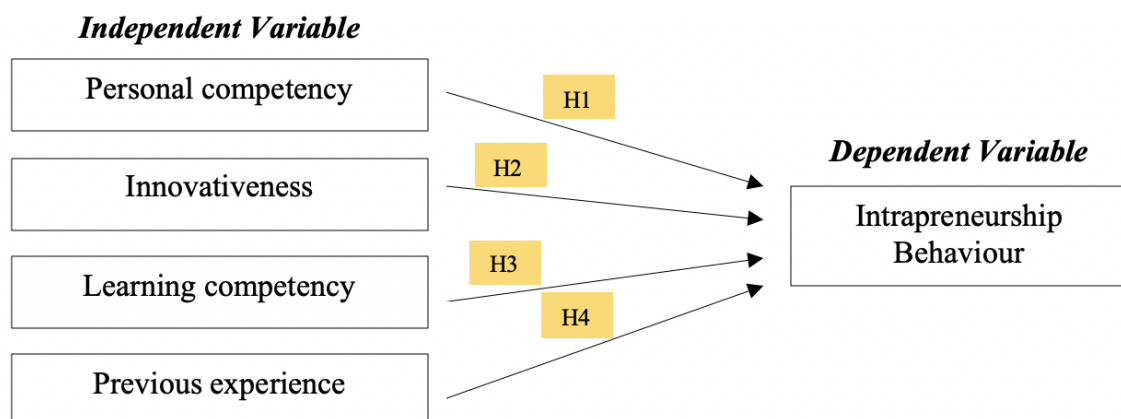 Independent Variable
Personal competency
H1
Innovativeness
H2
Learning competency
H3
H4
Previous experience
Dependent Variable
Intrapreneurship
Behaviour